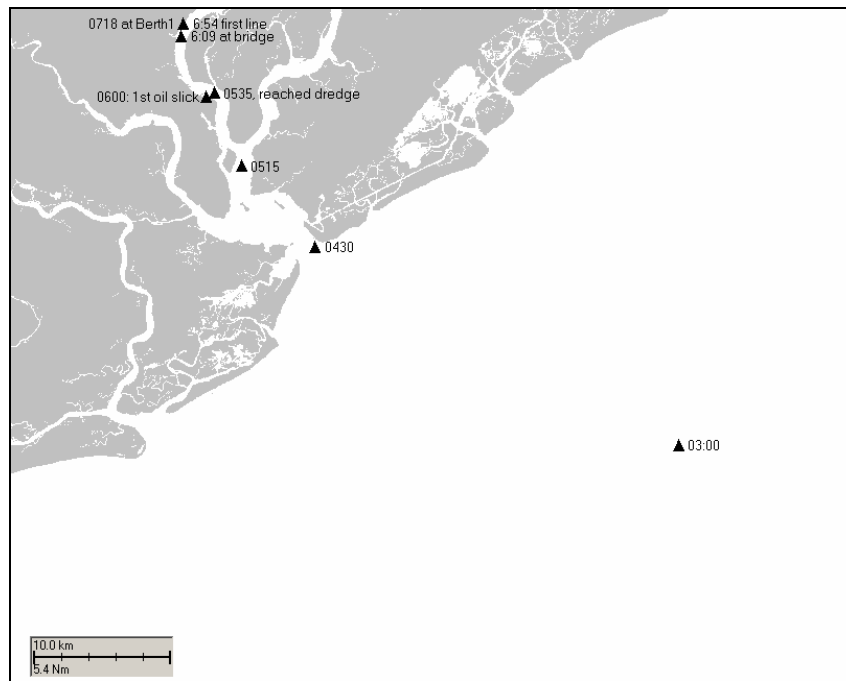 0718 at Berth1 6:54 first line
6:09 at bridge
0600: 1st oil slick 0535, reached dredge
0515
0430
03:00
10.0 km
5.4 Nm